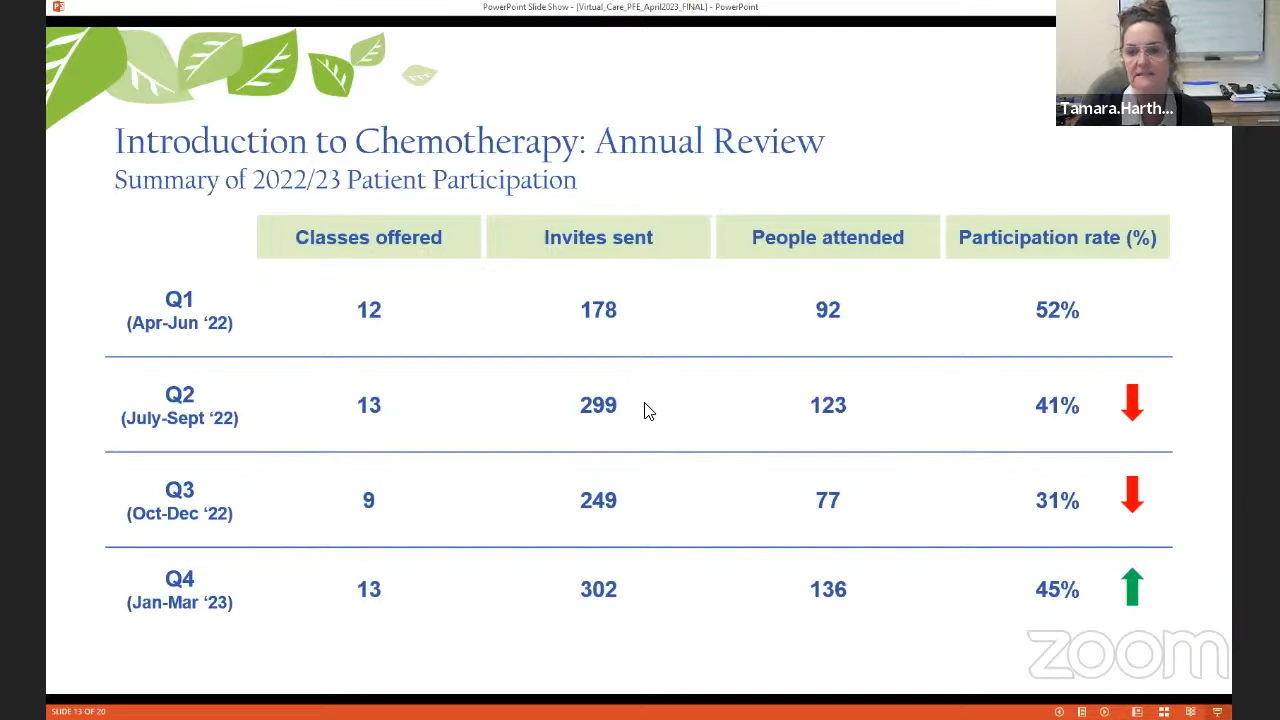 PowerPoint Slide Show - [Virtual_Care_PFE_April2023_FINAL] - PowerPoint
Tamara.Harth...
Introduction to Chemotherapy: Annual Review
Summary of 2022/23 Patient Participation
Classes offered Invites sent People attended Participation rate (%)
Q1
(Apr-Jun ‘22)
12 178 92 52%
Q2
(July-Sept ‘22)
13 299 123 41%
Q3
(Oct-Dec ‘22)
9 249 77 31%
Q4
(Jan-Mar ‘23)
13 302 136 45%
zoom
SLIDE 13 OF 20